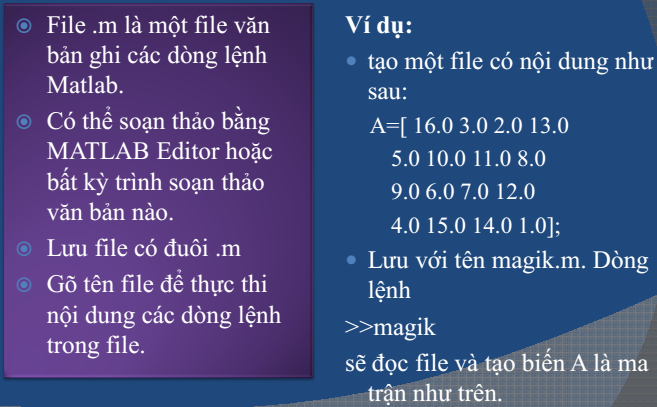 File .m là một file văn
bản ghi các dòng lệnh
Matlab.
Có thể soạn thảo bằng
MATLAB Editor hoặc
bất kỳ trình soạn thảo
văn bản nào.
Lưu file có đuôi .m
Gõ tên file để thực thi
nội dung các dòng lệnh
trong file.
Ví dụ:
tạo một file có nội dung như
sau:
A=[ 16.0 3.0 2.0 13.0
5.0 10.0 11.0 8.0
9.0 6.0 7.0 12.0
4.0 15.0 14.0 1.0];
Lưu với tên magik.m. Dòng
lệnh
>>magik
sẽ đọc file và tạo biến A là ma
trận như trên.